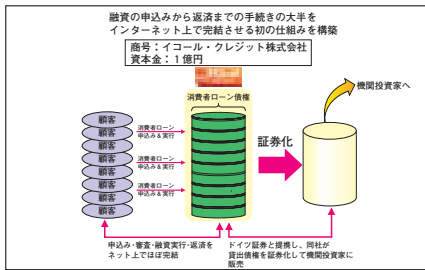 融資の申込みから返済までの手続きの大半を
インターネット上で完結させる初の仕組みを構築
商号：イコール・クレジット株式会社
資本金：１億円
消費者ローン債権
機関投資家へ
顧客
顧客
顧客
顧客
顧客
顧客
顧客
顧客
消費者ローン
申込み＆実行
消費者ローン
申込み＆実行
消費者ローン
申込み＆実行
証券化
申込み・審査・融資実行・返済を
ネット上でほぼ完結
ドイツ証券と提携し、同社が
貸出債権を証券化して機関投資家に
販売